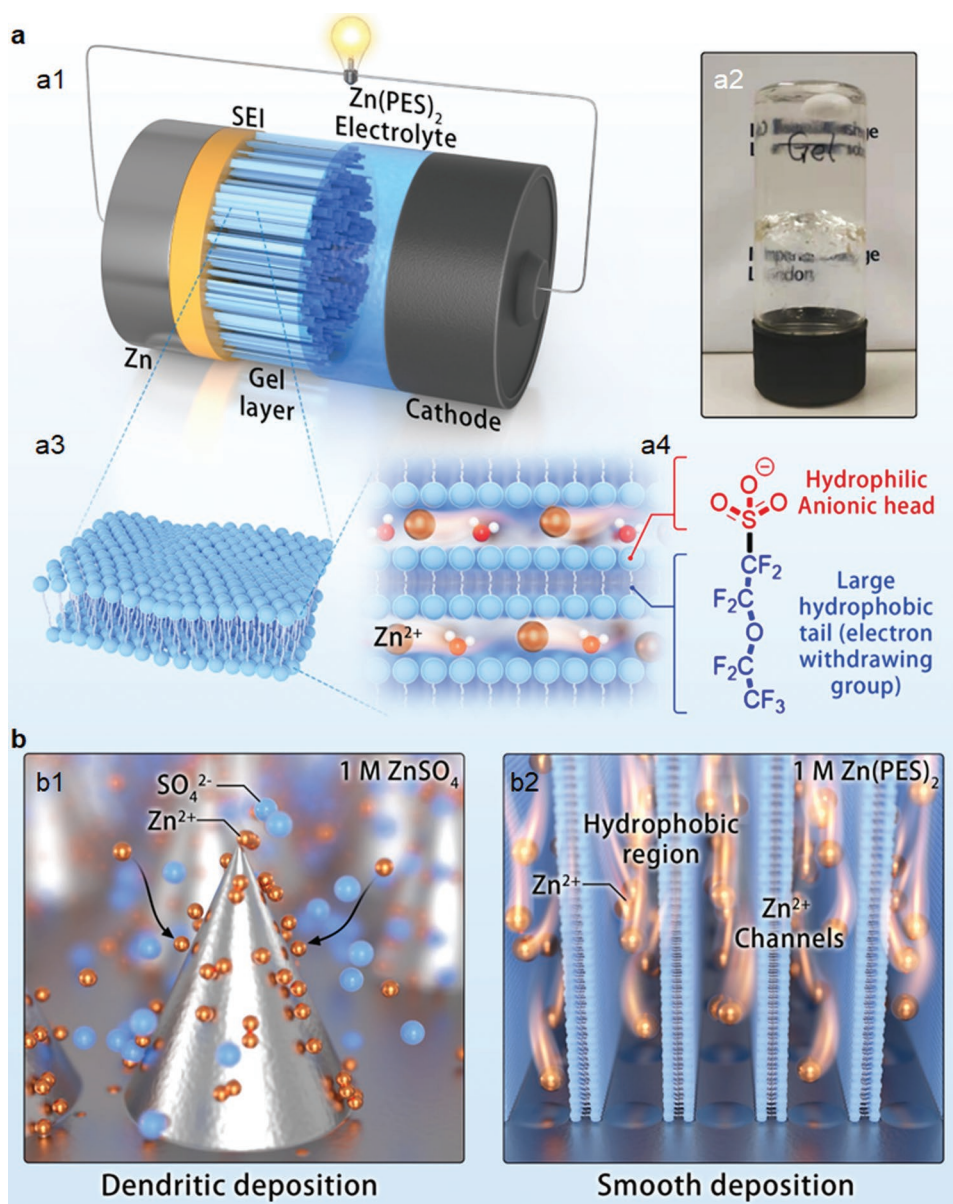 a
a1
SEI
Zn(PES)₂
Electrolyte
Zn
Gel
layer
Cathode
a2
Gel
a3
a4
Zn²⁺
O⊖
O S O
CF₂
F₂C
O
F₂C
CF₃
Hydrophilic
Anionic head
Large
hydrophobic
tail (electron
withdrawing
group)
b
b1
1 M ZnSO₄
SO₄²⁻
Zn²⁺
Dendritic deposition
b2
1 M Zn(PES)₂
Hydrophobic
region
Zn²⁺
Zn²⁺
Channels
Smooth deposition